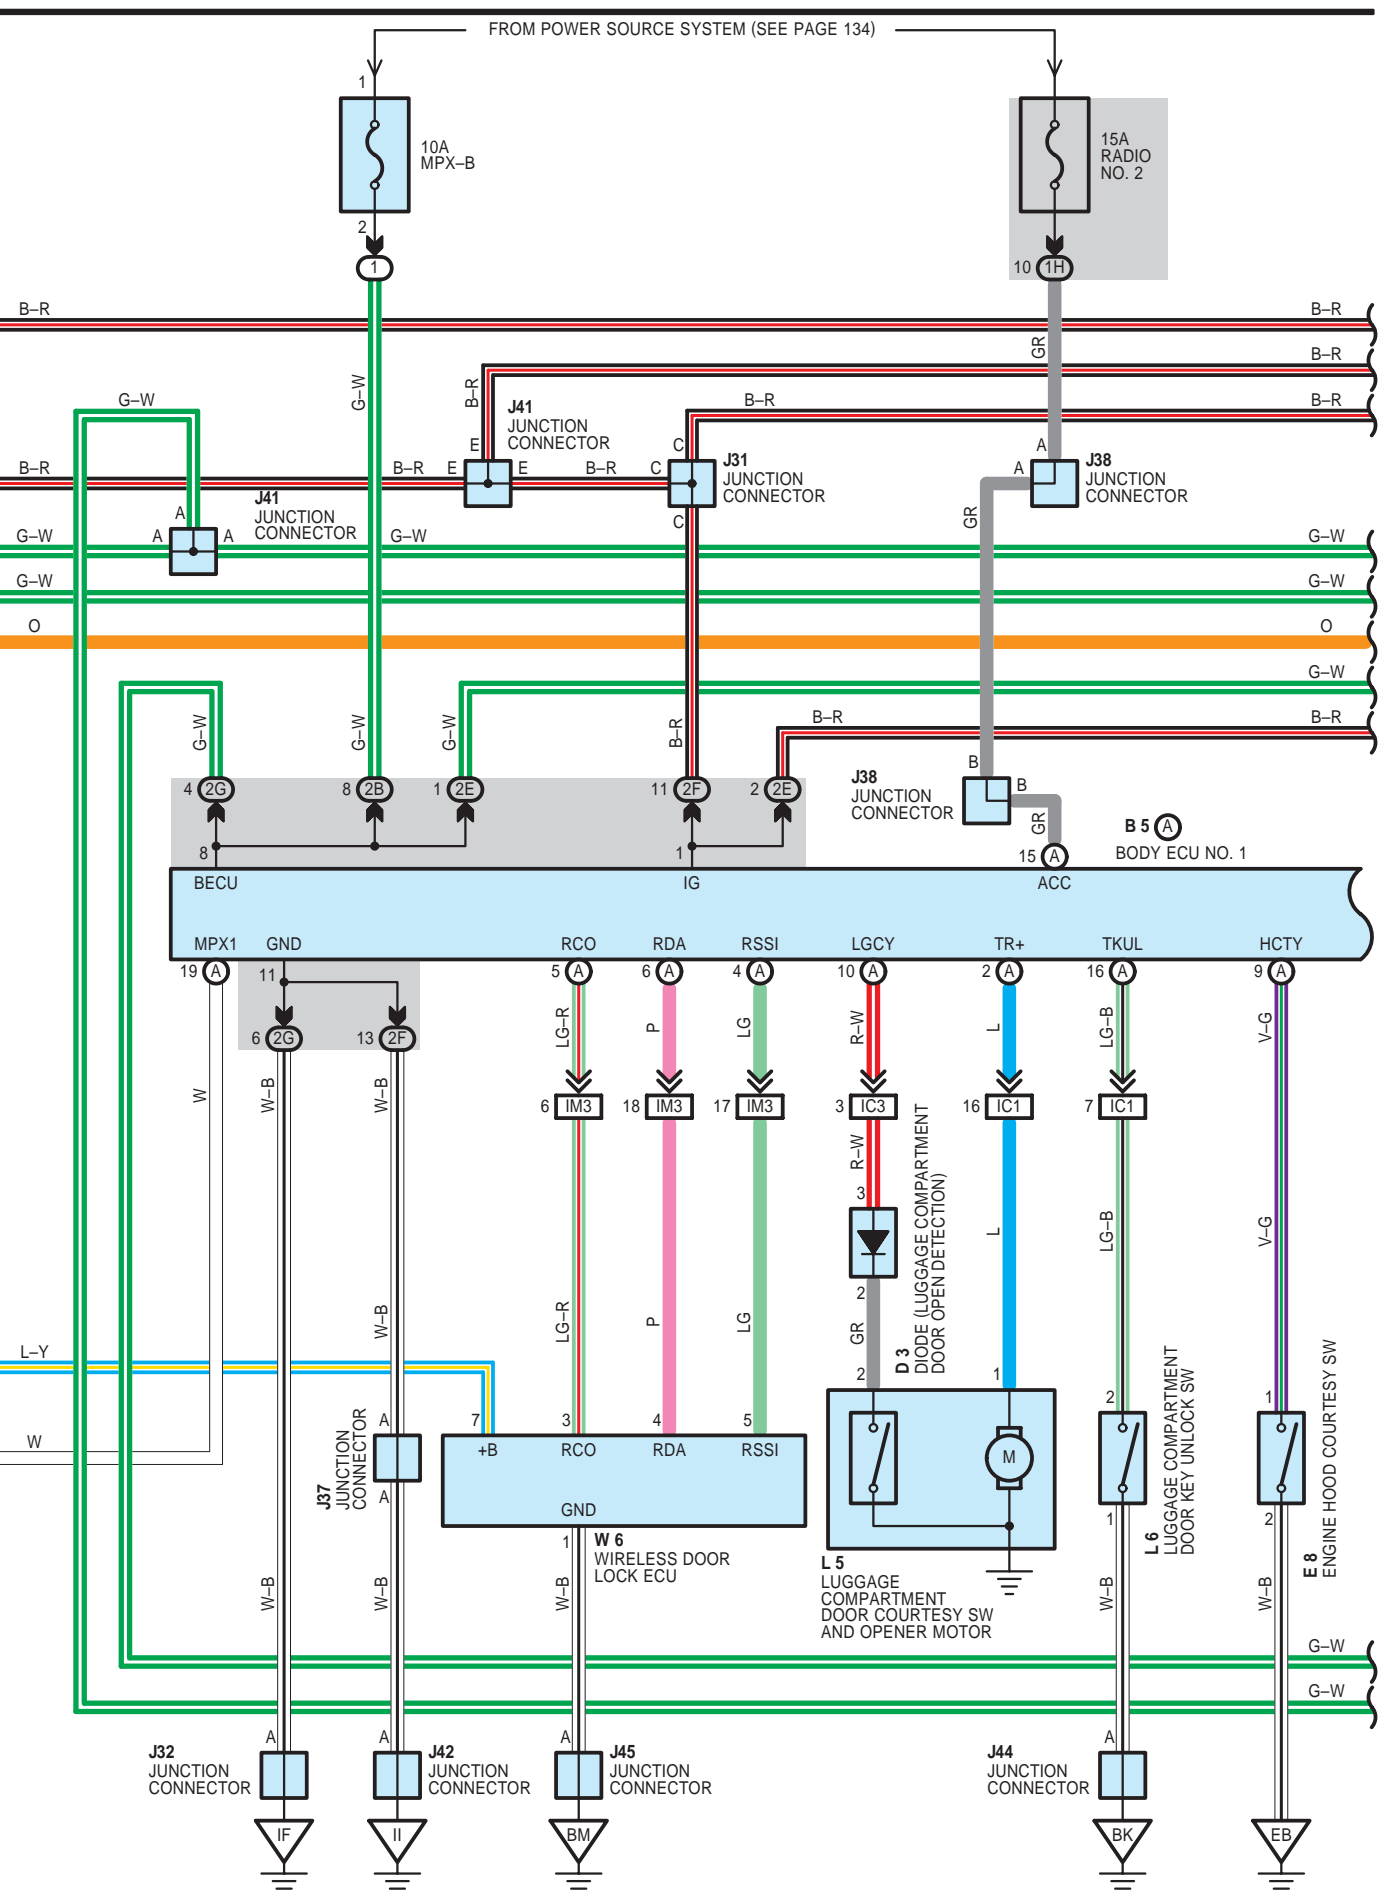 FROM POWER SOURCE SYSTEM (SEE PAGE 134)
1
10A
MPX–B
2
1
15A
RADIO
NO. 2
10 1H
B–R
B–R
GR
B–R
G–W
B–R
G–W
B–R
B–R
J41
JUNCTION
CONNECTOR
E
C
A
B–R
B–R E
E
B–R
C
J31
JUNCTION
CONNECTOR
A
J38
JUNCTION
CONNECTOR
J41
JUNCTION
CONNECTOR
A
C
GR
G–W
A
A
G–W
G–W
G–W
G–W
O
O
G–W
G–W
G–W
G–W
B–R
B–R
B–R
4 2G
8 2B
1 2E
11 2F
2 2E
B
J38
JUNCTION
CONNECTOR
B
GR
B 5 A
BODY ECU NO. 1
8
1
15 A
BECU
IG
ACC
MPX1
GND
RCO
RDA
RSSI
LGCY
TR+
TKUL
HCTY
19 A
11
5 A
6 A
4 A
10 A
2 A
16 A
9 A
6 2G
13 2F
LG–R
P
LG
R–W
L
LG–B
V–G
W
W–B
W–B
6 IM3
18 IM3
17 IM3
3 IC3
16 IC1
7 IC1
R–W
3
D 3
DIODE (LUGGAGE COMPARTMENT
DOOR OPEN DETECTION)
L
LG–B
V–G
2
W–B
LG–R
P
LG
GR
L–Y
2
1
2
1
7
3
4
5
A
W
+B
RCO
RDA
RSSI
M
J37
JUNCTION
CONNECTOR
A
GND
1
W 6
WIRELESS DOOR
LOCK ECU
L 5
LUGGAGE
COMPARTMENT
DOOR COURTESY SW
AND OPENER MOTOR
1
L 6
LUGGAGE COMPARTMENT
DOOR KEY UNLOCK SW
2
E 8
ENGINE HOOD COURTESY SW
W–B
W–B
W–B
W–B
W–B
G–W
G–W
J32
JUNCTION
CONNECTOR
A
A
J42
JUNCTION
CONNECTOR
A
J45
JUNCTION
CONNECTOR
J44
JUNCTION
CONNECTOR
A
IF
II
BM
BK
EB